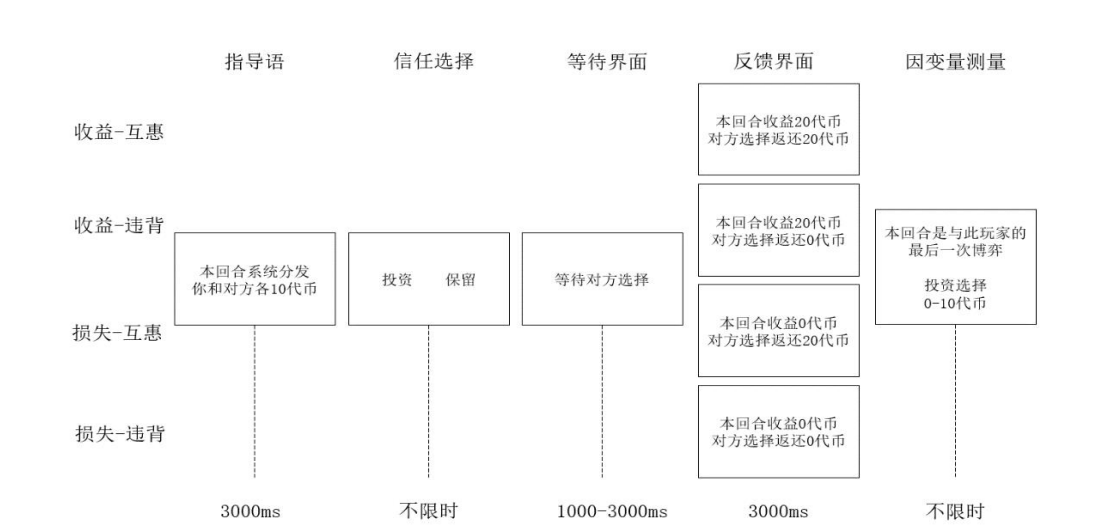 指导语
信任选择
等待界面
反馈界面
因变量测量
收益-互惠
收益-违背
损失-互惠
损失-违背
本回合系统分发
你和对方各10代币
投资 保留
等待对方选择
本回合收益20代币
对方选择返还20代币
本回合收益20代币
对方选择返还0代币
本回合收益0代币
对方选择返还20代币
本回合收益0代币
对方选择返还0代币
本回合是与此玩家的
最后一次博弈
投资选择
0-10代币
3000ms
不限时
1000-3000ms
3000ms
不限时